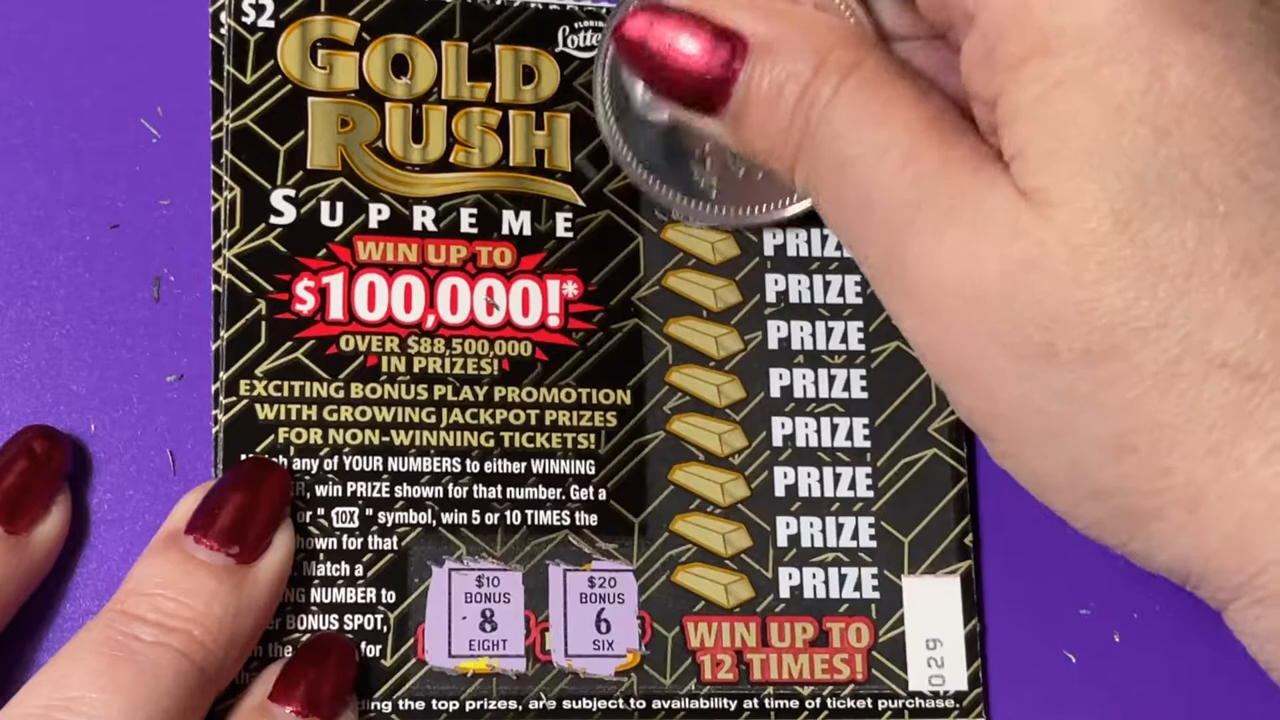 $2
GOLD
RUSH
SUPREME
FLORIDA
WIN UP TO
$100,000!*
OVER $88,500,000
IN PRIZES!
EXCITING BONUS PLAY PROMOTION
WITH GROWING JACKPOT PRIZES
FOR NON-WINNING TICKETS!
any of YOUR NUMBERS to either WINNING
win PRIZE shown for that number. Get a
or " 10X " symbol, win 5 or 10 TIMES the
for that
Match a
NUMBER to
BONUS SPOT,
the for
$10
BONUS
8
EIGHT
$20
BONUS
6
SIX
PRIZE
PRIZE
PRIZE
PRIZE
PRIZE
PRIZE
PRIZE
PRIZE
WIN UP TO
12 TIMES!
029
the top prizes, are subject to availability at time of ticket purchase.